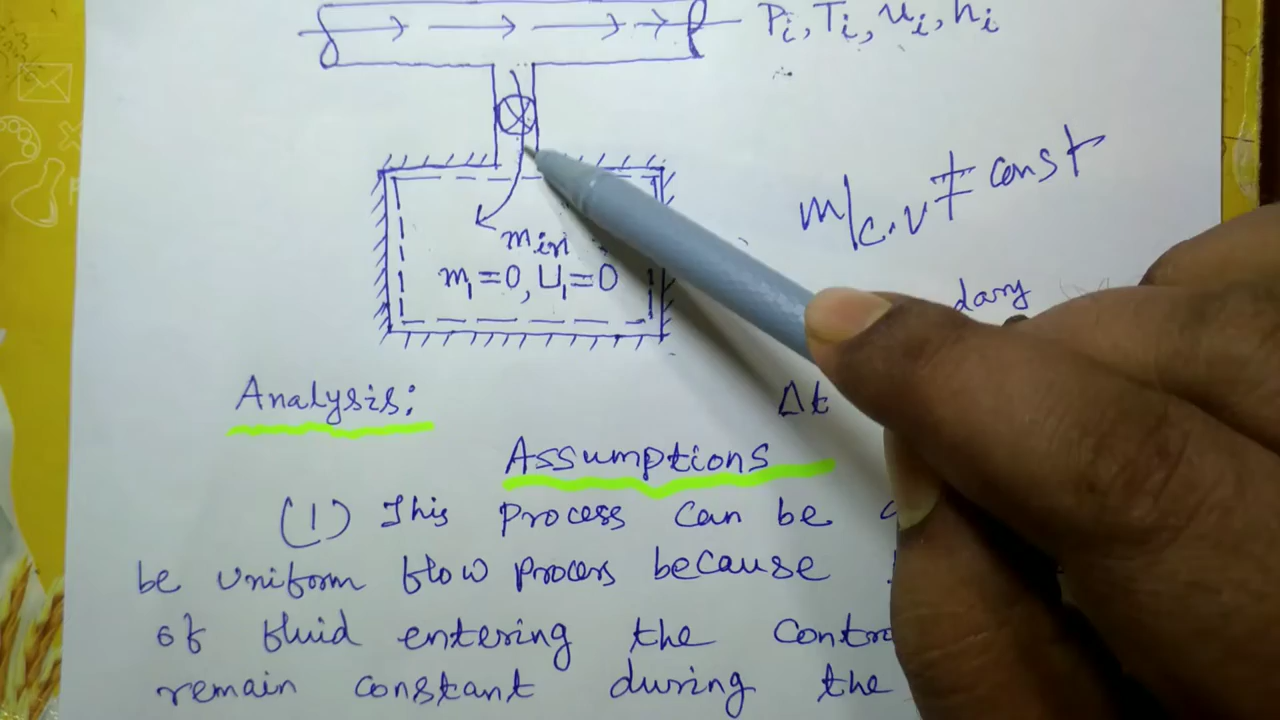 Pi, Ti, ui, hi
m/c.v ≠ const
min
m1=0, U1=0
dary
Analysis:
Δt
Assumptions
(1) This process can be
be uniform flow process because
of fluid entering the contro
remain constant during the